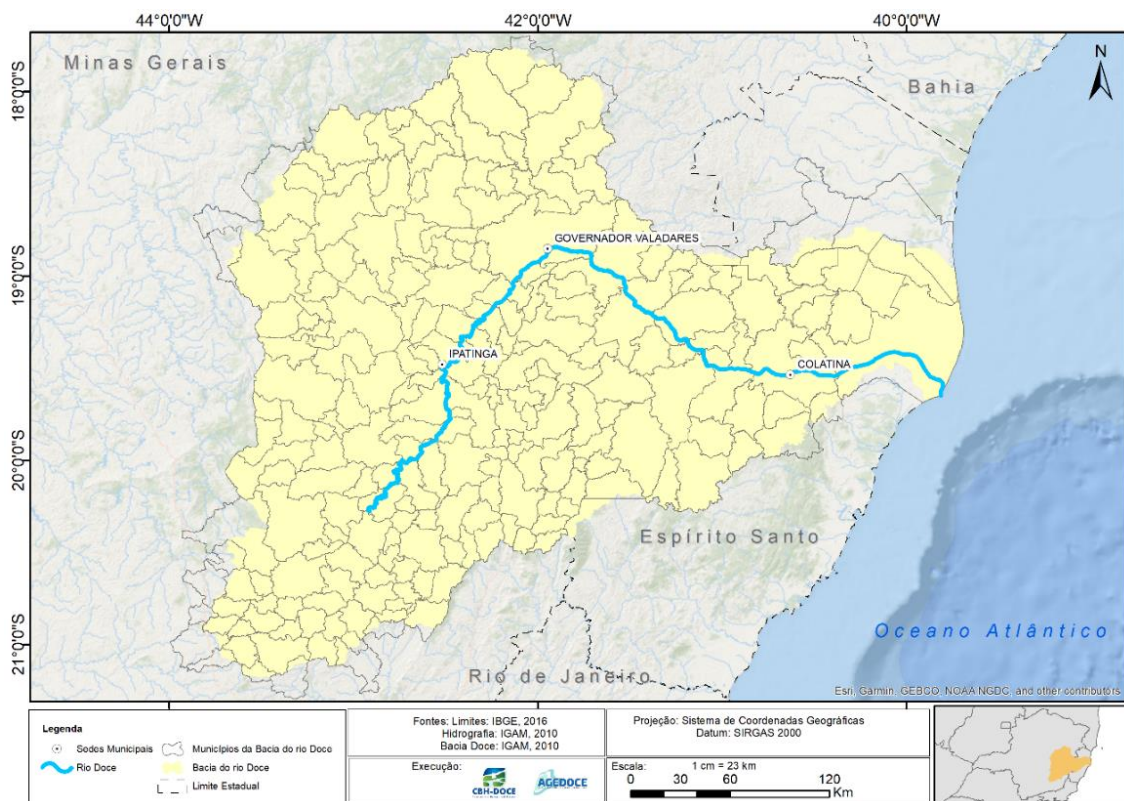 44°0'0"W 42°0'0"W 40°0'0"W
N
Minas Gerais
Bahia
18°0'0"S
GOVERNADOR VALADARES
19°0'0"S
IPATINGA
COLATINA
20°0'0"S
Espírito Santo
Oceano Atlântico
21°0'0"S
Rio de Janeiro
Esri, Garmin, GEBCO, NOAA NGDC, and other contributors
Legenda
Sodos Municipais
Municípios da Bacia do rio Doco
Rio Doce
Bacia do rio Doce
Limite Estadual
Fontes: Limites: IBGE, 2016
Hidrografia: IGAM, 2010
Bacia Doce: IGAM, 2010
Execução:
CBH-DOCE
AGEDOCE
Projeção: Sistema de Coordenadas Geográficas
Datum: SIRGAS 2000
Escala: 1 cm = 23 km
0 30 60 120
Km